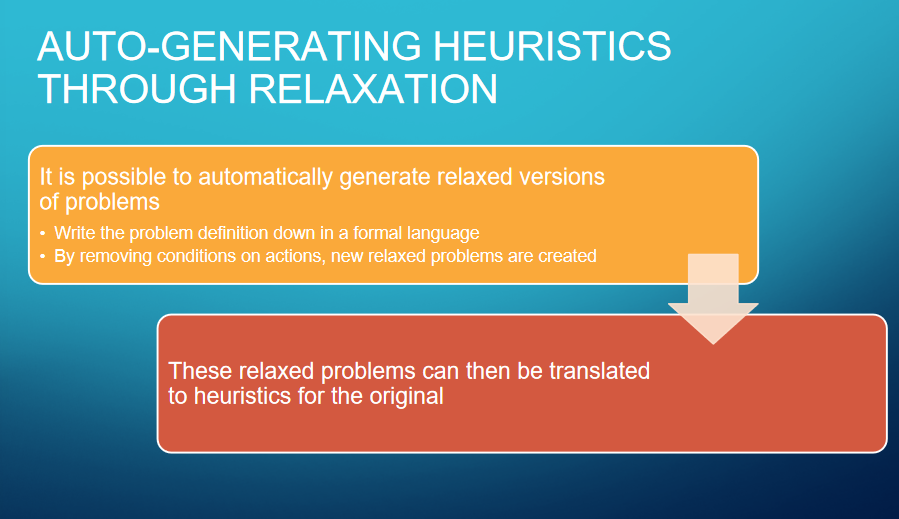 AUTO-GENERATING HEURISTICS
THROUGH RELAXATION
It is possible to automatically generate relaxed versions
of problems
• Write the problem definition down in a formal language
• By removing conditions on actions, new relaxed problems are created
These relaxed problems can then be translated
to heuristics for the original